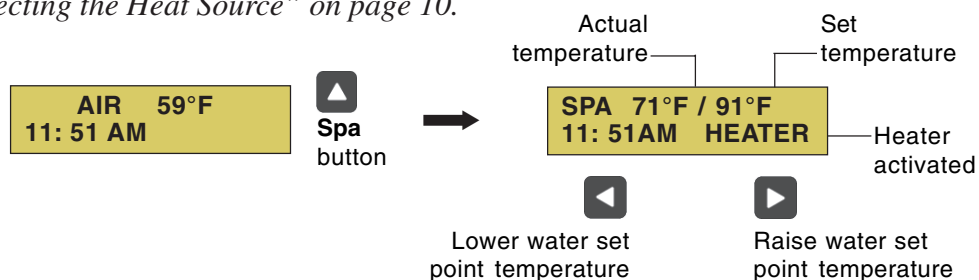 ecting the Heat Source” on page 10.
Actual
temperature
Set
temperature
AIR 59°F
11: 51 AM
Spa
button
SPA 71°F / 91°F
11: 51AM HEATER
Heater
activated
Lower water set
point temperature
Raise water set
point temperature